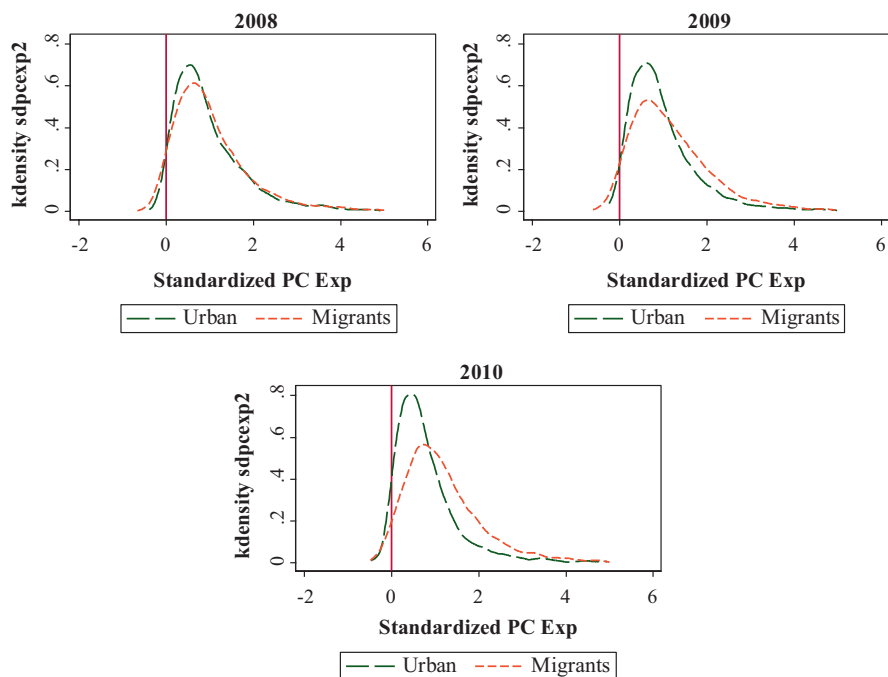 2008
kdensity sdpcexp2
0 .2 .4 .6 .8
-2 0 2 4 6
Standardized PC Exp
Urban Migrants
2009
kdensity sdpcexp2
0 .2 .4 .6 .8
-2 0 2 4 6
Standardized PC Exp
Urban Migrants
2010
kdensity sdpcexp2
0 .2 .4 .6 .8
-2 0 2 4 6
Standardized PC Exp
Urban Migrants